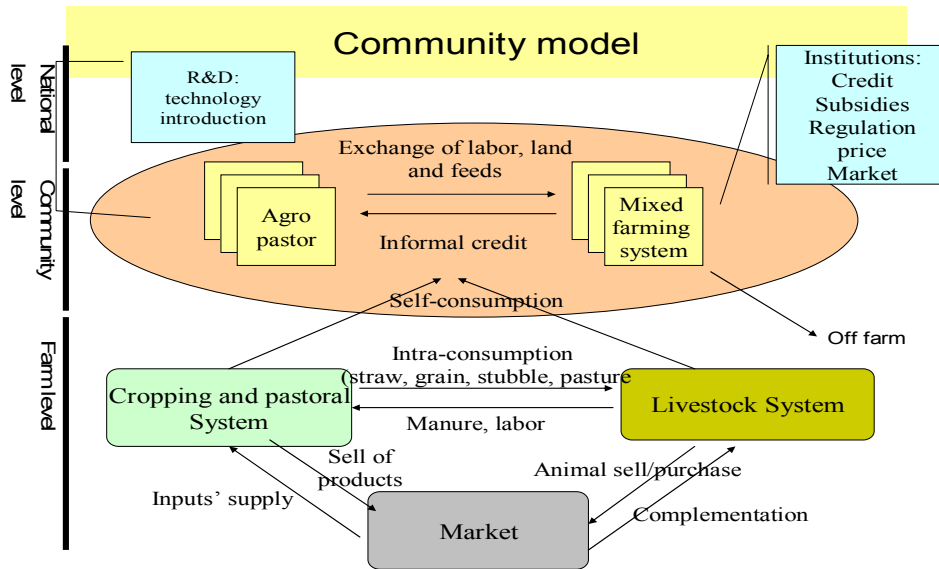 Community model
National
level
R&D:
technology
introduction
Institutions:
Credit
Subsidies
Regulation
price
Market
Community
level
Exchange of labor, land
and feeds
Agro
pastor
Mixed
farming
system
Informal credit
Self-consumption
Off farm
Farm level
Intra-consumption
(straw, grain, stubble, pasture
Cropping and pastoral
System
Livestock System
Manure, labor
Sell of
products
Animal sell/purchase
Inputs’ supply
Complementation
Market